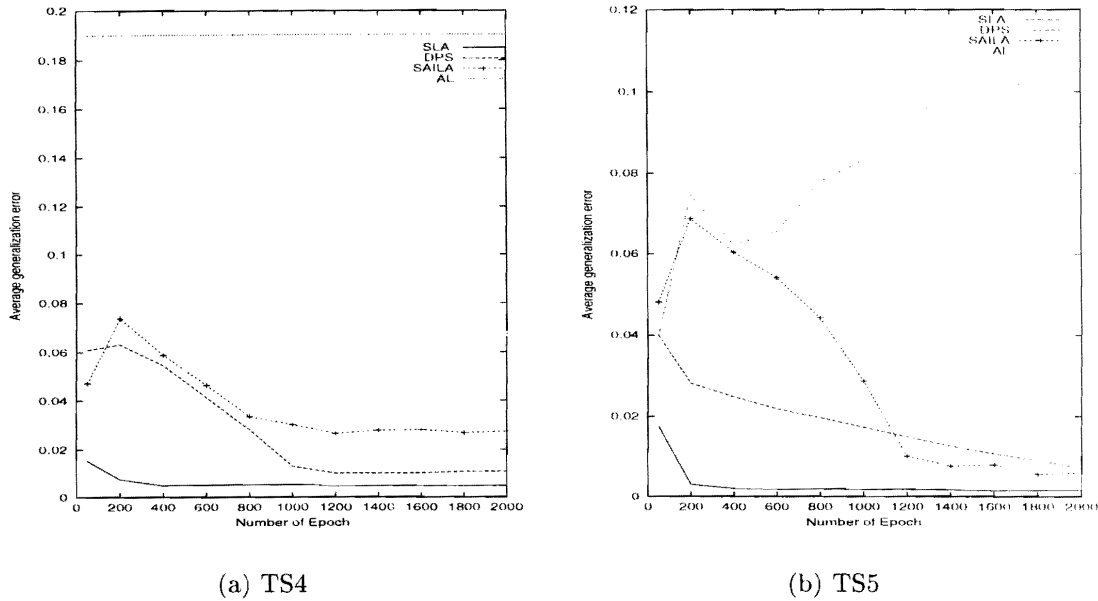 0.2
0.18
0.16
0.14
0.12
0.1
0.08
0.06
0.04
0.02
0
0 200 400 600 800 1000 1200 1400 1600 1800 2000
Average generalization error
Number of Epoch
SLA
DPS
SAILA
AL
(a) TS4
0.12
0.1
0.08
0.06
0.04
0.02
0
0 200 400 600 800 1000 1200 1400 1600 1800 2000
Average generalization error
Number of Epoch
SLA
DPS
SAILA
AL
(b) TS5